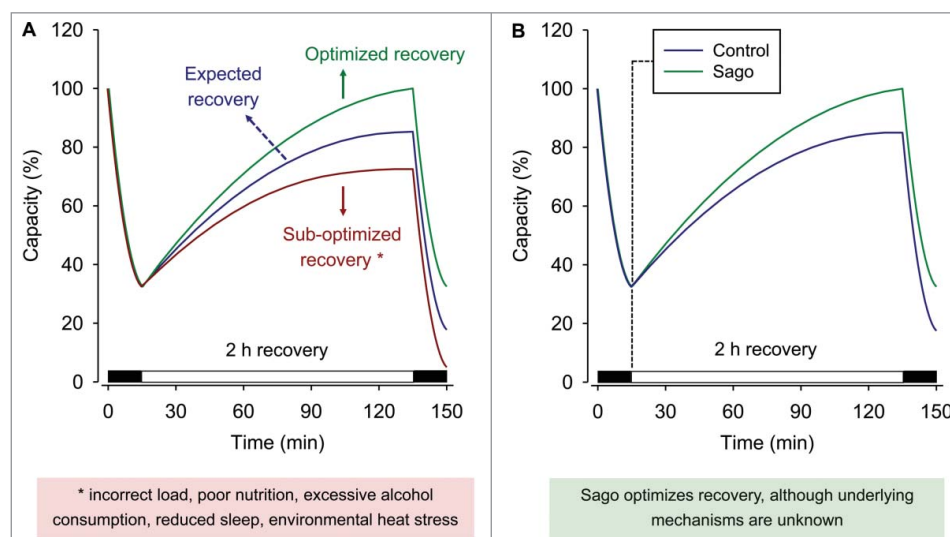 A
120
100
80
60
40
20
0
Capacity (%)
Optimized recovery
Expected
recovery
Sub-optimized
recovery *
2 h recovery
0 30 60 90 120 150
Time (min)
* incorrect load, poor nutrition, excessive alcohol
consumption, reduced sleep, environmental heat stress
B
120
100
80
60
40
20
0
Capacity (%)
Control
Sago
2 h recovery
0 30 60 90 120 150
Time (min)
Sago optimizes recovery, although underlying
mechanisms are unknown